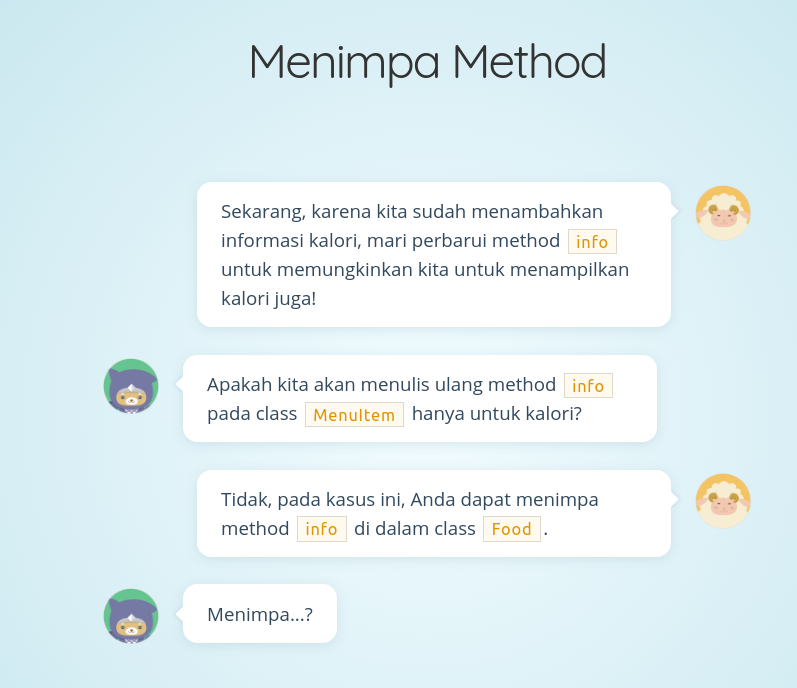 Menimpa Method
Sekarang, karena kita sudah menambahkan
informasi kalori, mari perbarui method info
untuk memungkinkan kita untuk menampilkan
kalori juga!
Apakah kita akan menulis ulang method info
pada class MenuItem hanya untuk kalori?
Tidak, pada kasus ini, Anda dapat menimpa
method info di dalam class Food.
Menimpa...?